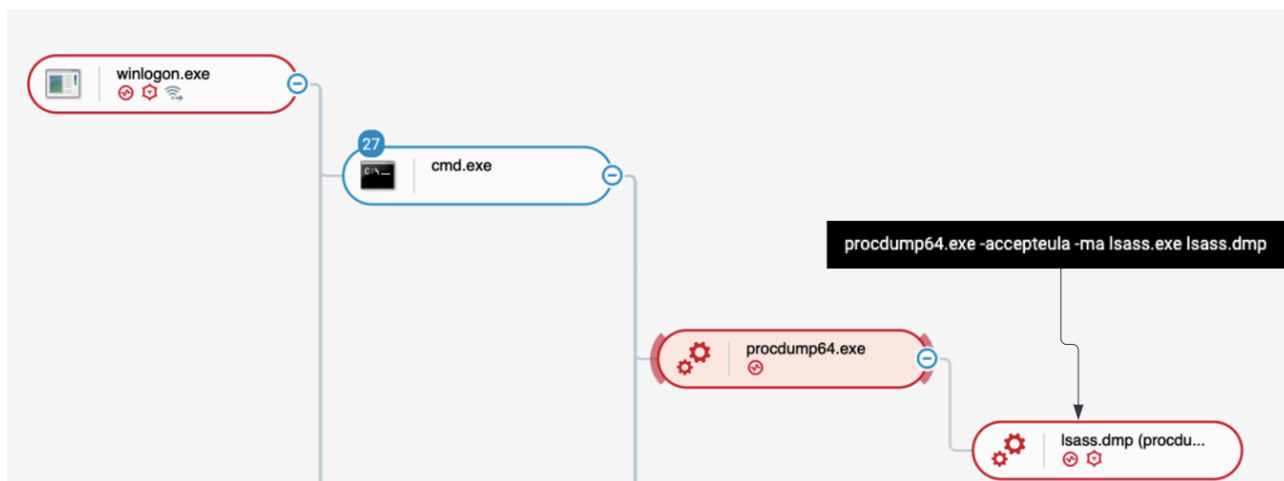 winlogon.exe
27
cmd.exe
procdump64.exe -accepteula -ma lsass.exe lsass.dmp
procdump64.exe
lsass.dmp (procdu...